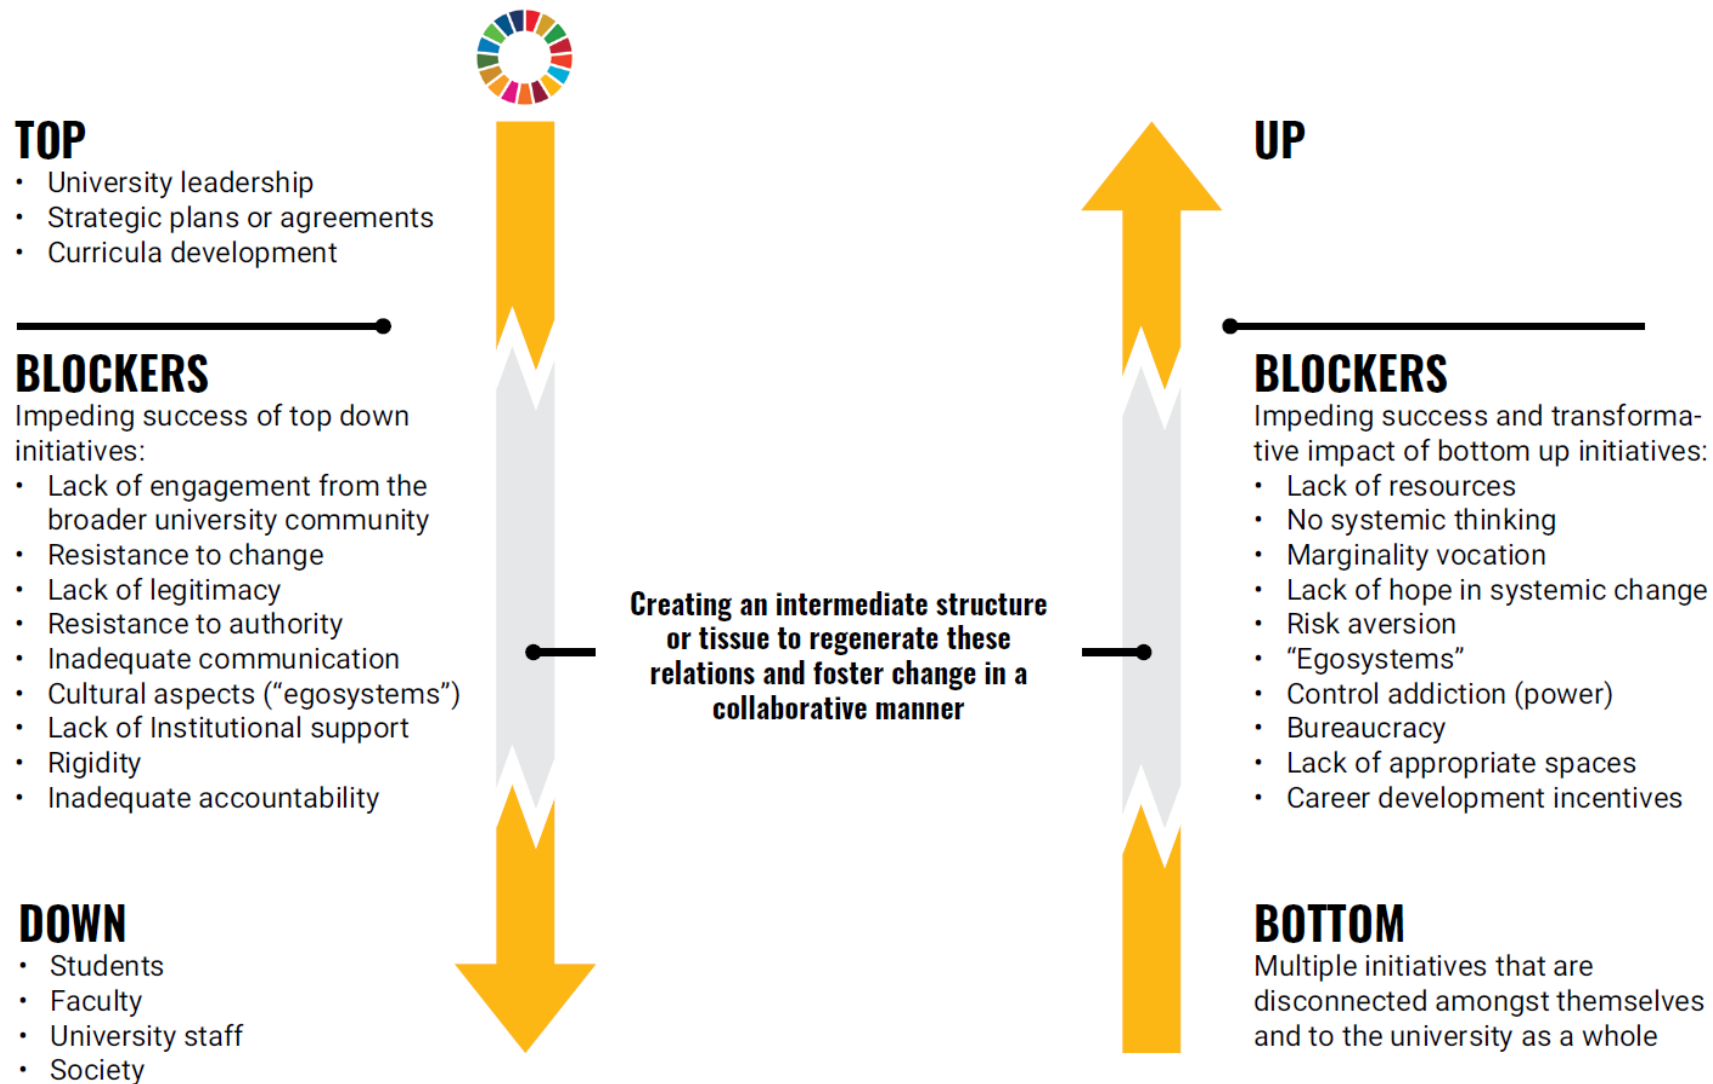 TOP
• University leadership
• Strategic plans or agreements
• Curricula development
BLOCKERS
Impeding success of top down
initiatives:
• Lack of engagement from the
broader university community
• Resistance to change
• Lack of legitimacy
• Resistance to authority
• Inadequate communication
• Cultural aspects (“egosystems”)
• Lack of Institutional support
• Rigidity
• Inadequate accountability
DOWN
• Students
• Faculty
• University staff
• Society
Creating an intermediate structure
or tissue to regenerate these
relations and foster change in a
collaborative manner
UP
BLOCKERS
Impeding success and transforma-
tive impact of bottom up initiatives:
• Lack of resources
• No systemic thinking
• Marginality vocation
• Lack of hope in systemic change
• Risk aversion
• “Egosystems”
• Control addiction (power)
• Bureaucracy
• Lack of appropriate spaces
• Career development incentives
BOTTOM
Multiple initiatives that are
disconnected amongst themselves
and to the university as a whole